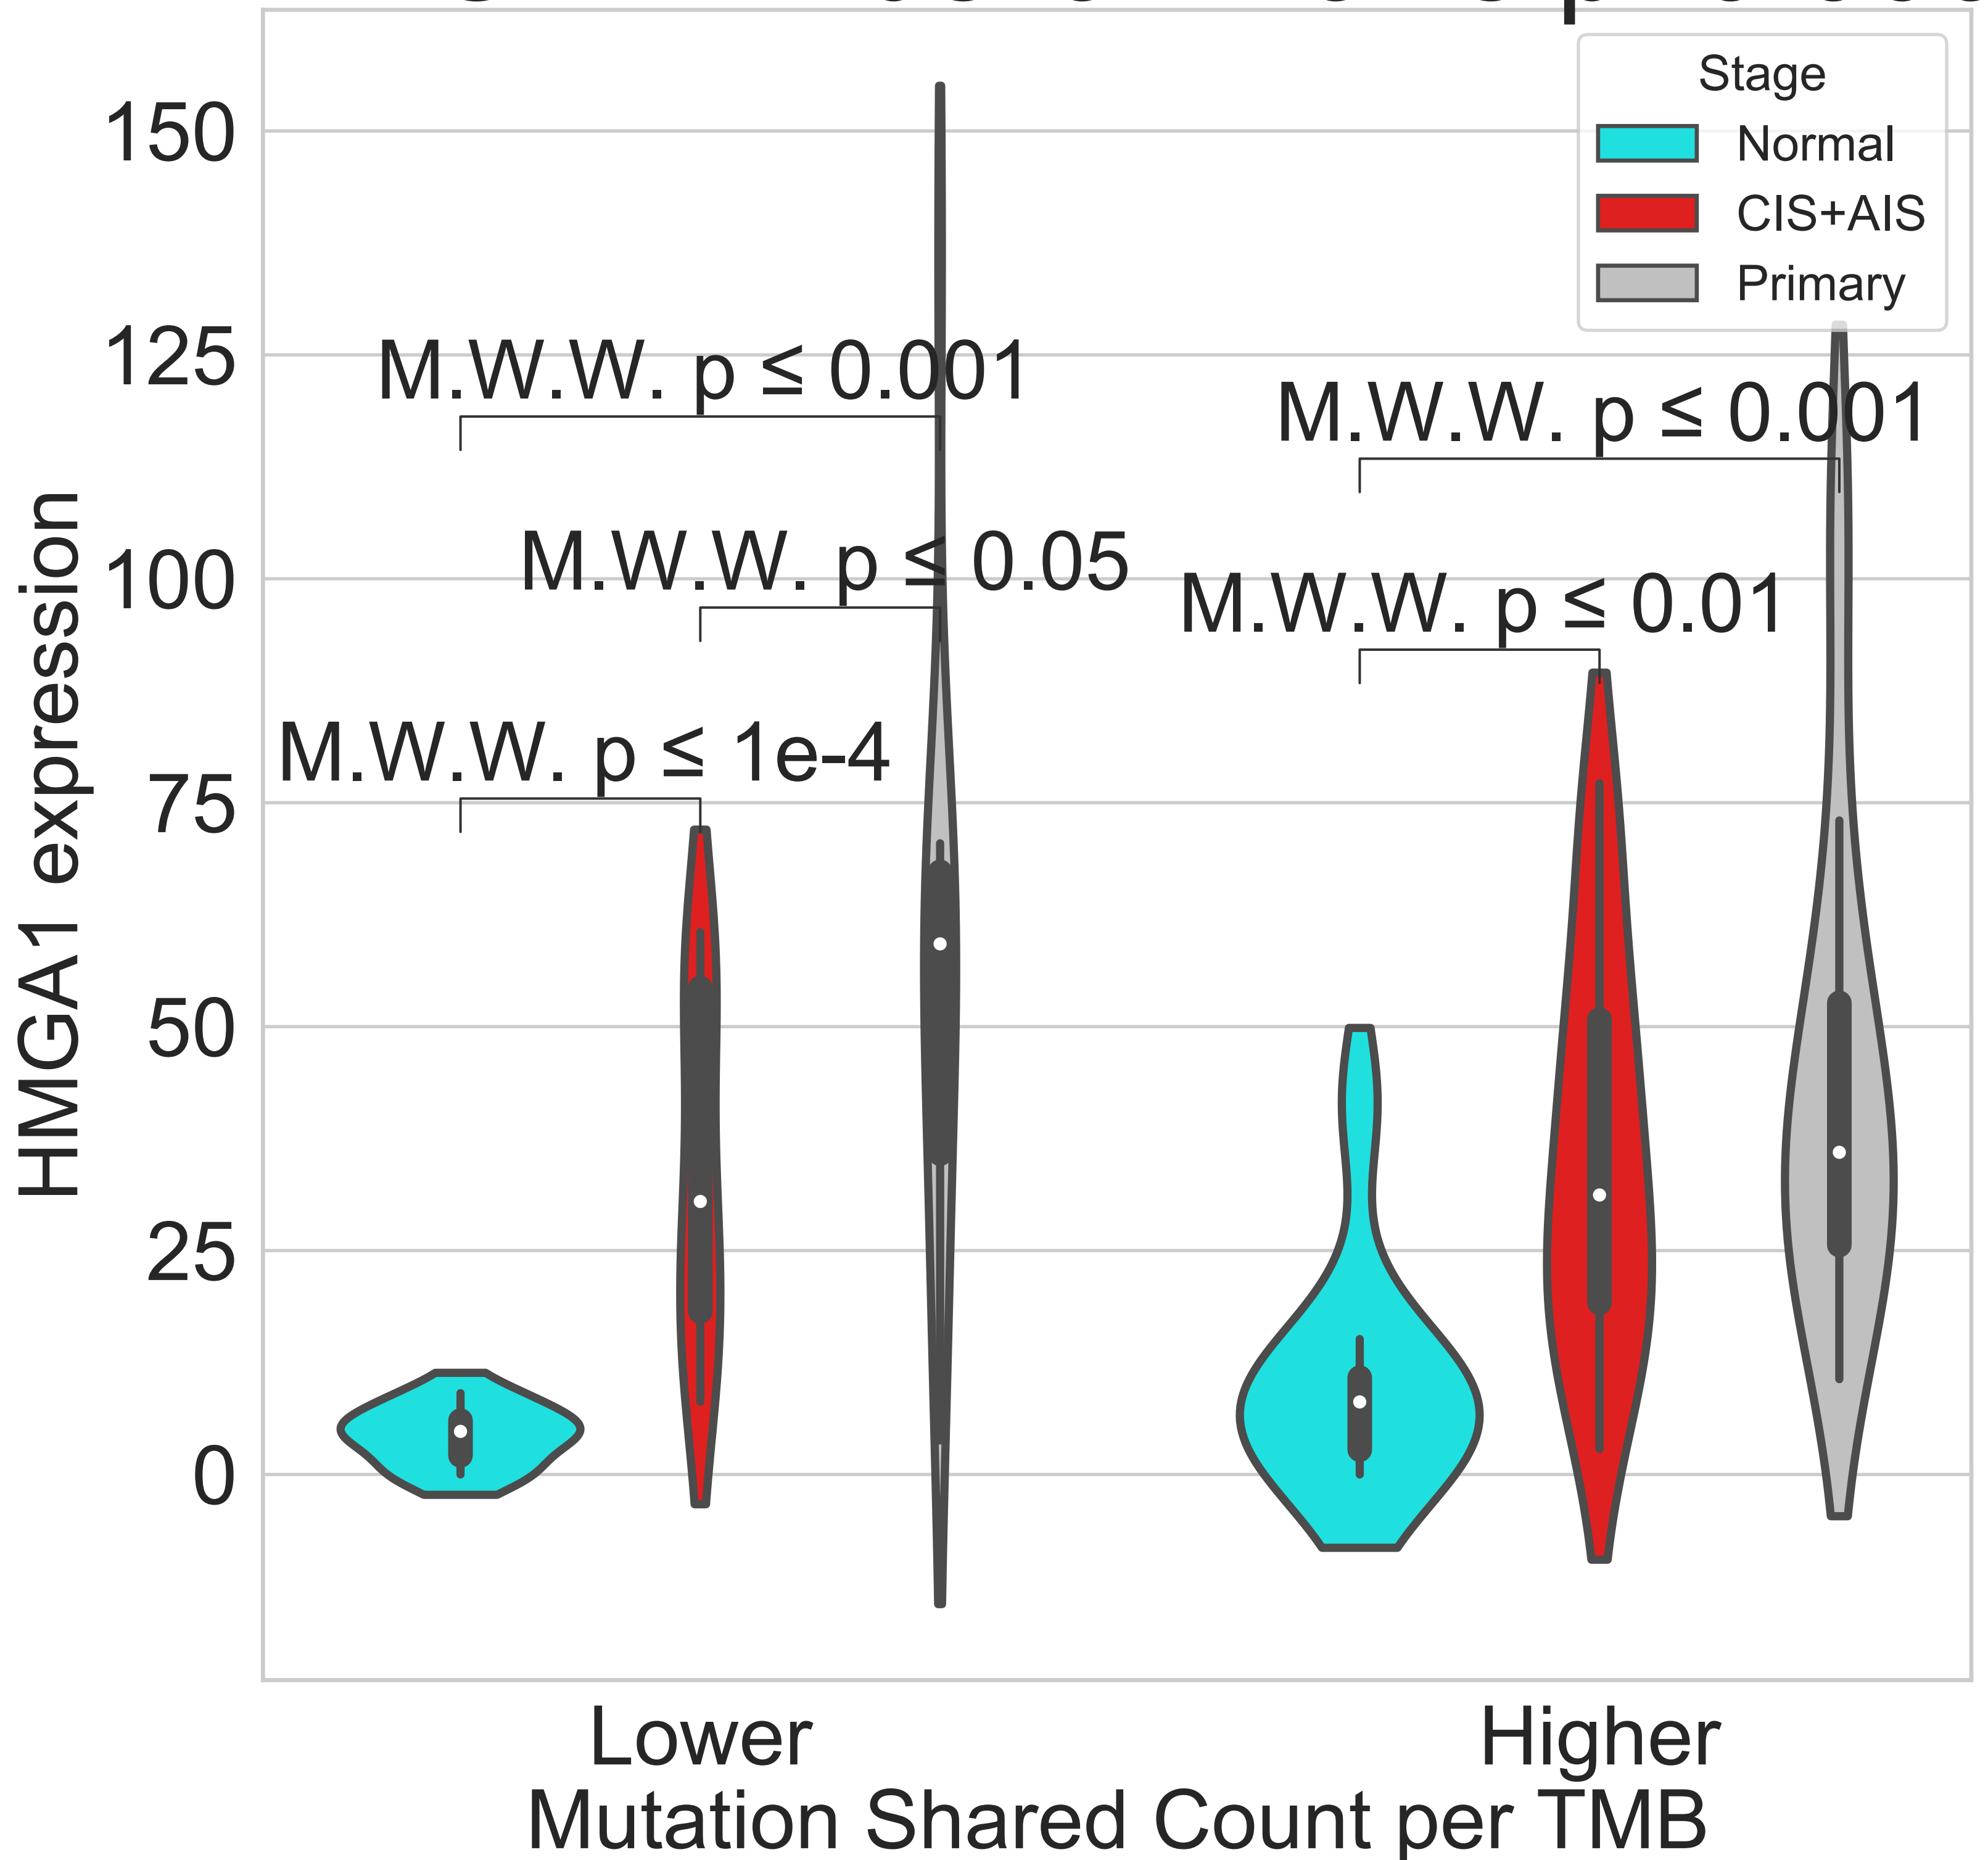 Stage
Normal
CIS+AIS
Primary
150
125
100
75
50
25
0
HMGA1 expression
M.W.W. p ≤ 0.001
M.W.W. p ≤ 0.001
M.W.W. p ≤ 0.05
M.W.W. p ≤ 0.01
M.W.W. p ≤ 1e-4
Lower
Higher
Mutation Shared Count per TMB